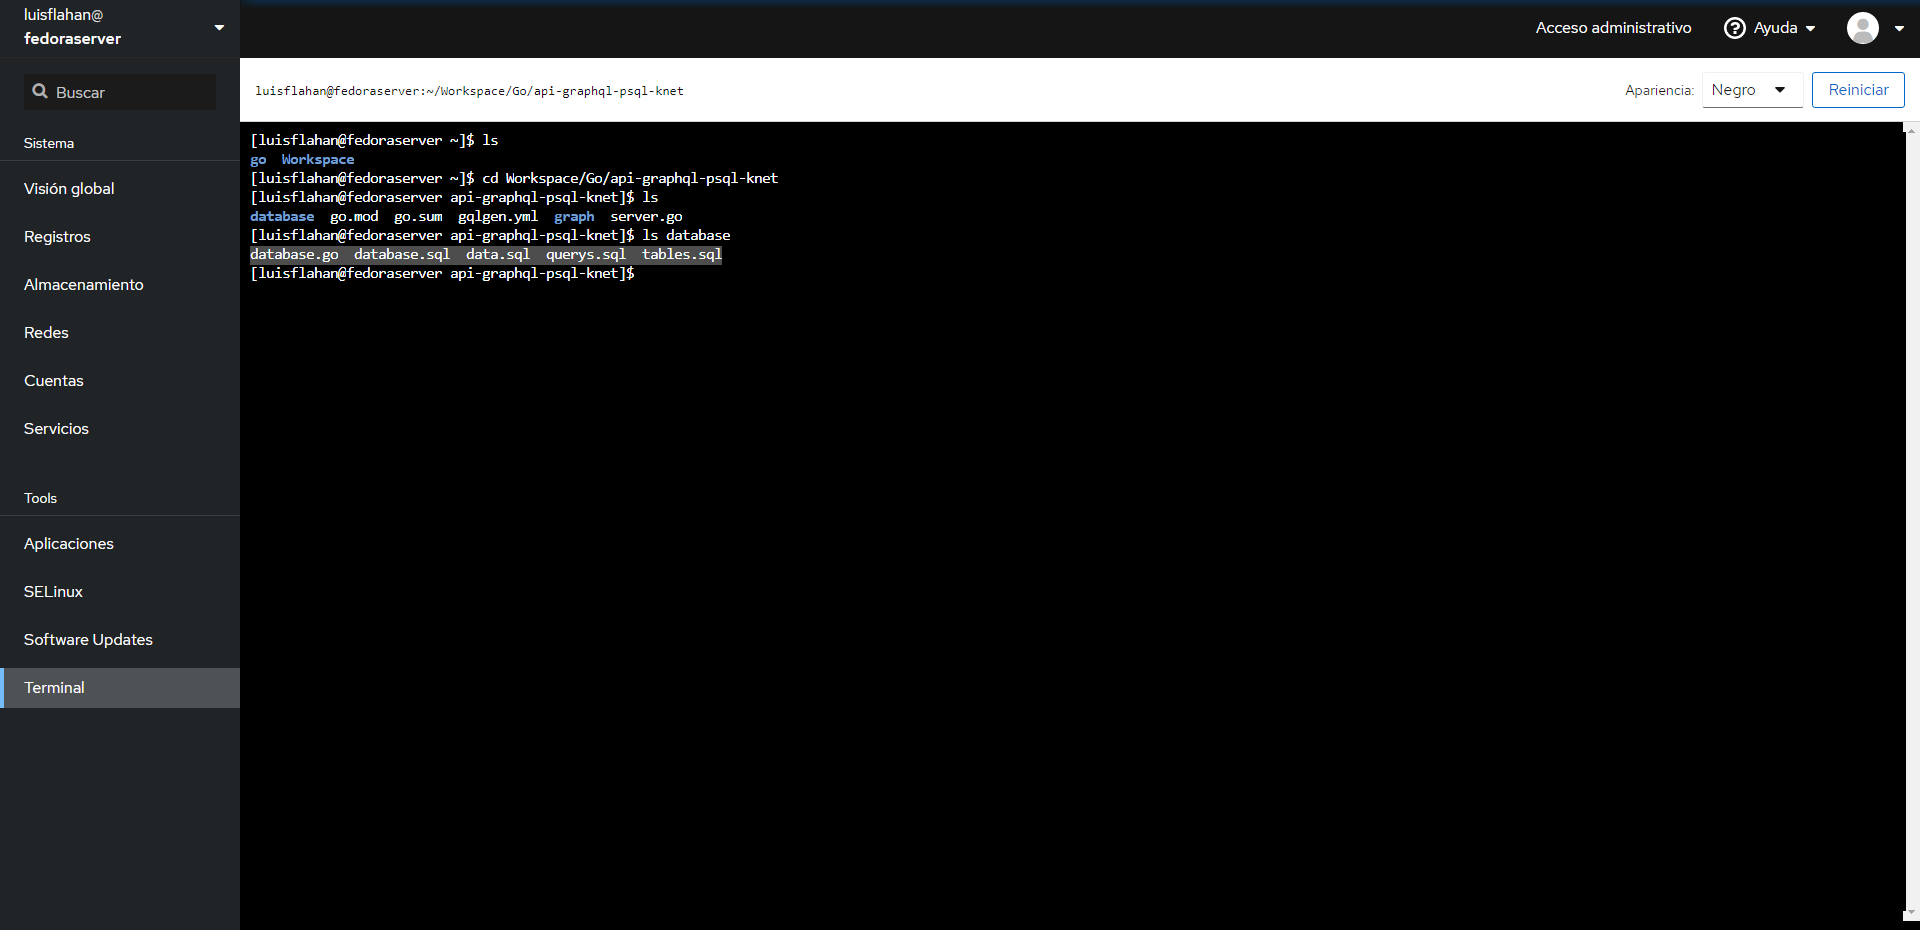 luisflahan@
fedoraserver
Acceso administrativo
Ayuda
Buscar
Sistema
Visión global
Registros
Almacenamiento
Redes
Cuentas
Servicios
Tools
Aplicaciones
SELinux
Software Updates
Terminal
luisflahan@fedoraserver:~/Workspace/Go/api-graphql-psql-knet
Apariencia:
Negro
Reiniciar
[luisflahan@fedoraserver ~]$ ls
go  Workspace
[luisflahan@fedoraserver ~]$ cd Workspace/Go/api-graphql-psql-knet
[luisflahan@fedoraserver api-graphql-psql-knet]$ ls
database  go.mod  go.sum  gqlgen.yml  graph  server.go
[luisflahan@fedoraserver api-graphql-psql-knet]$ ls database
database.go  database.sql  data.sql  querys.sql  tables.sql
[luisflahan@fedoraserver api-graphql-psql-knet]$